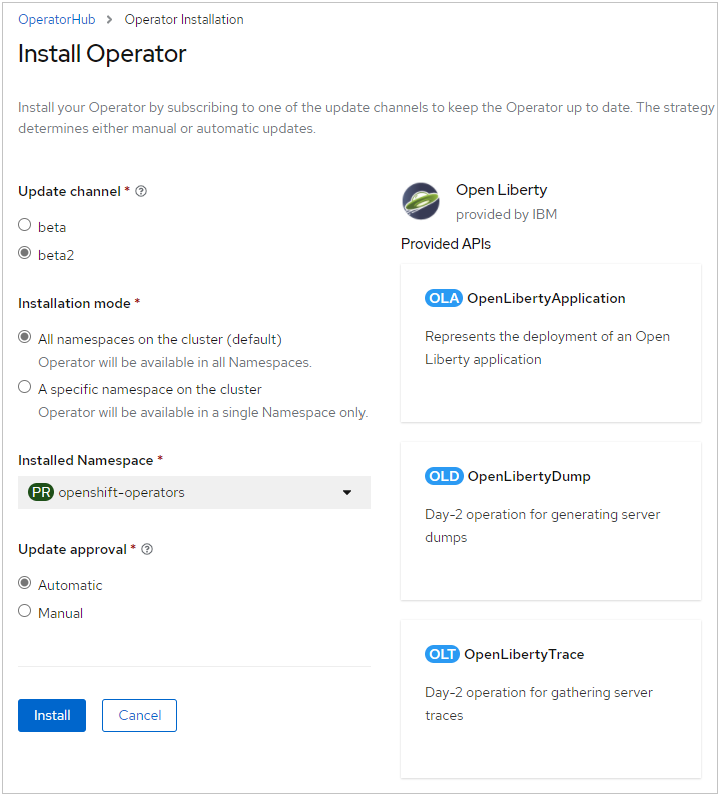 OperatorHub > Operator Installation
Install Operator
Install your Operator by subscribing to one of the update channels to keep the Operator up to date. The strategy
determines either manual or automatic updates.
Update channel *
beta
beta2
Installation mode *
All namespaces on the cluster (default)
Operator will be available in all Namespaces.
A specific namespace on the cluster
Operator will be available in a single Namespace only.
Installed Namespace *
PR openshift-operators
Update approval *
Automatic
Manual
Install Cancel
Open Liberty
provided by IBM
Provided APIs
OLA OpenLibertyApplication
Represents the deployment of an Open
Liberty application
OLD OpenLibertyDump
Day-2 operation for generating server
dumps
OLT OpenLibertyTrace
Day-2 operation for gathering server
traces